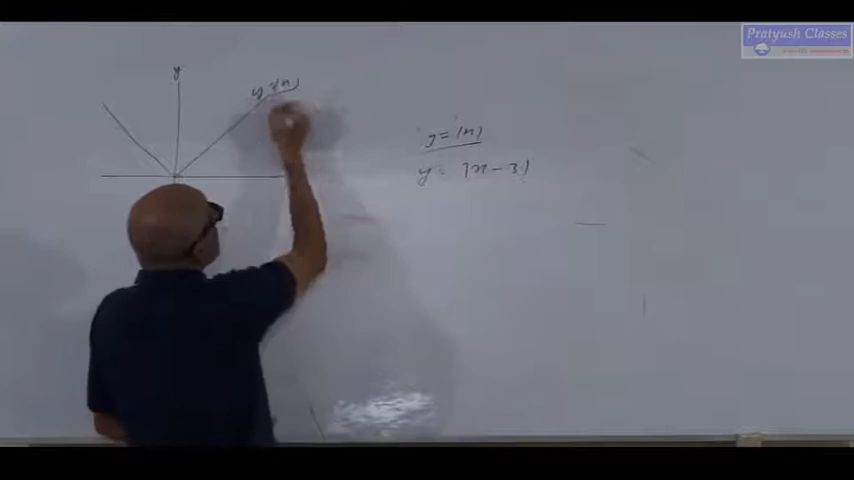 Pratyush Classes
y
y = |x|
y = |x|
y = |x - 3|